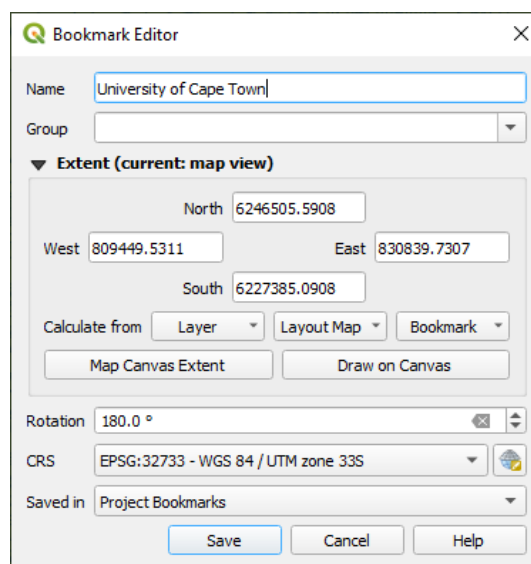 Bookmark Editor
Name University of Cape Town
Group
Extent (current: map view)
North 6246505.5908
West 809449.5311 East 830839.7307
South 6227385.0908
Calculate from Layer Layout Map Bookmark
Map Canvas Extent Draw on Canvas
Rotation 180.0 °
CRS EPSG:32733 - WGS 84 / UTM zone 33S
Saved in Project Bookmarks
Save Cancel Help